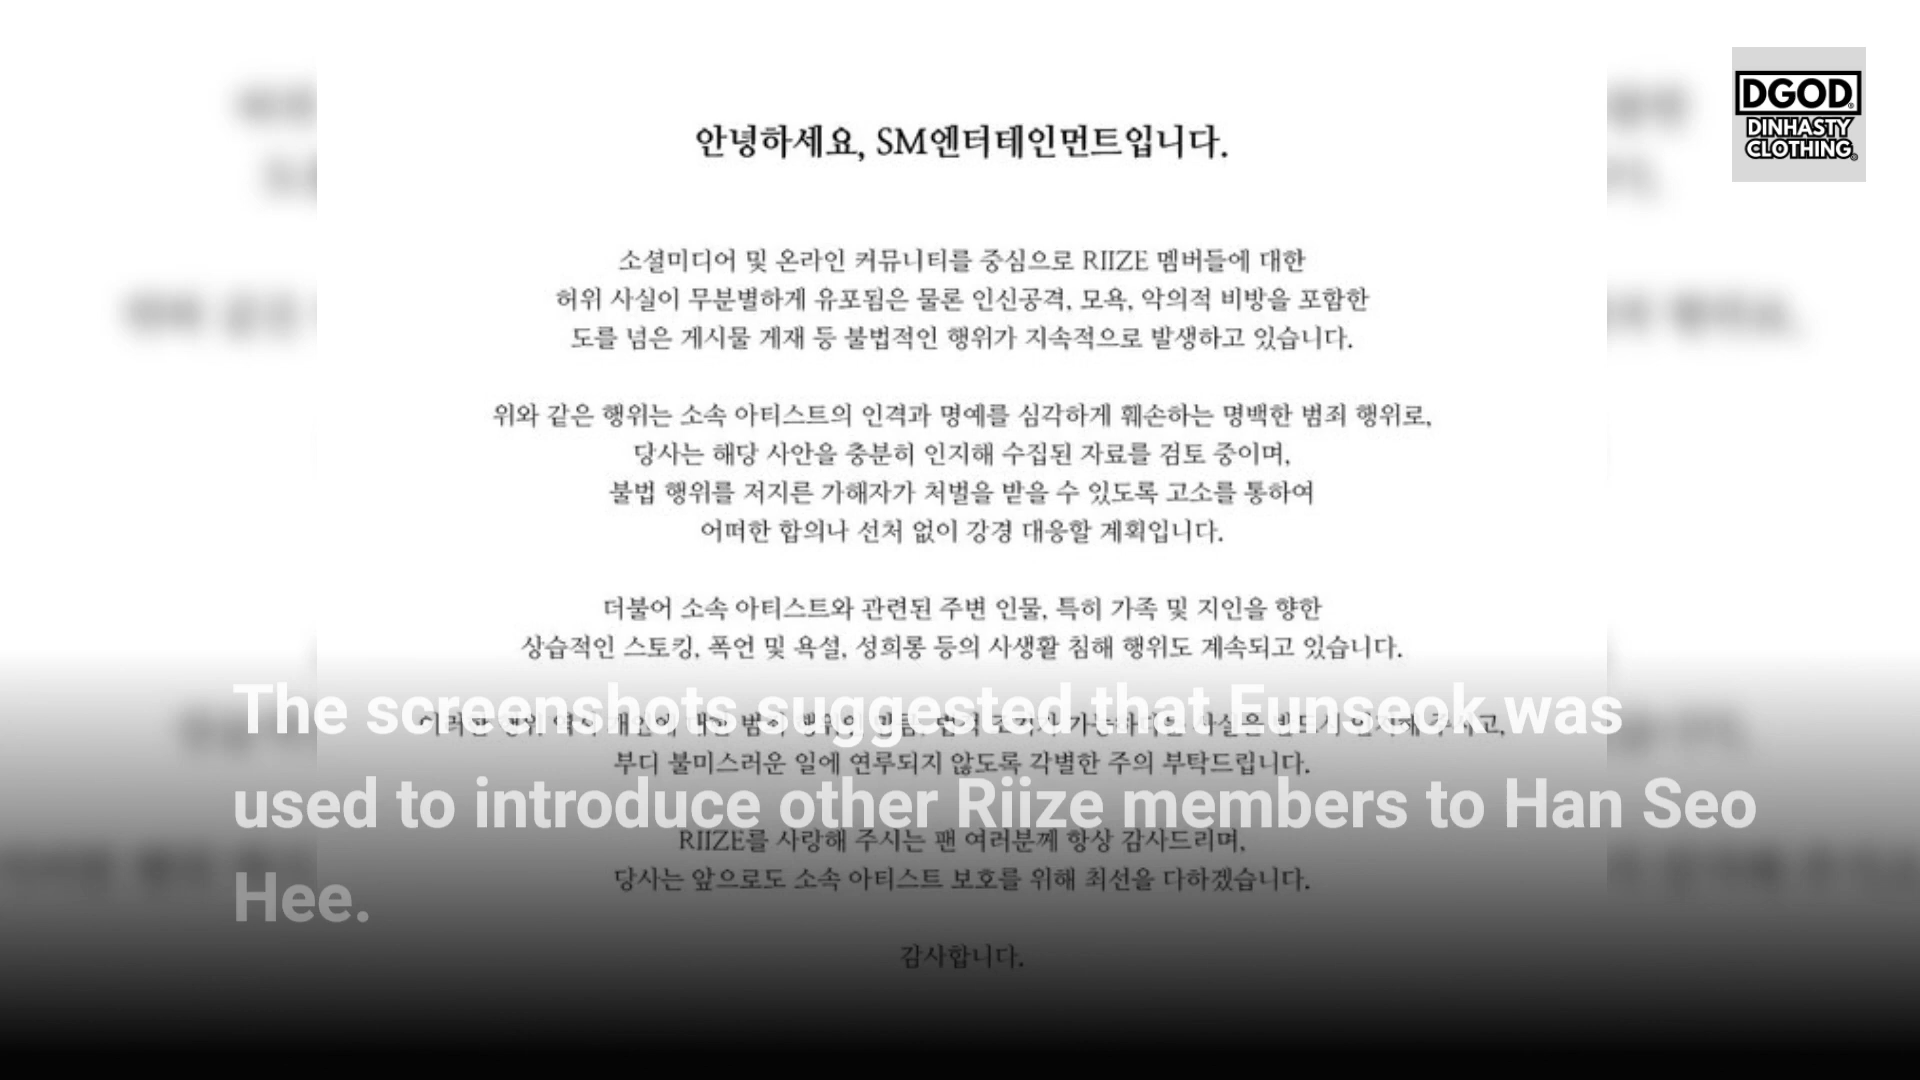 DGOD
DINHASTY
CLOTHING
안녕하세요, SM엔터테인먼트입니다.
소셜미디어 및 온라인 커뮤니티를 중심으로 RIIZE 멤버들에 대한
허위 사실이 무분별하게 유포됨은 물론 인신공격, 모욕, 악의적 비방을 포함한
도를 넘은 게시물 게재 등 불법적인 행위가 지속적으로 발생하고 있습니다.
위와 같은 행위는 소속 아티스트의 인격과 명예를 심각하게 훼손하는 명백한 범죄 행위로,
당사는 해당 사안을 충분히 인지해 수집된 자료를 검토 중이며,
불법 행위를 저지른 가해자가 처벌을 받을 수 있도록 고소를 통하여
어떠한 합의나 선처 없이 강경 대응할 계획입니다.
더불어 소속 아티스트와 관련된 주변 인물, 특히 가족 및 지인을 향한
상습적인 스토킹, 폭언 및 욕설, 성희롱 등의 사생활 침해 행위도 계속되고 있습니다.
The screenshots suggested that Eunseok was
부디 불미스러운 일에 연루되지 않도록 각별한 주의 부탁드립니다.
used to introduce other Riize members to Han Seo
RIIZE를 사랑해 주시는 팬 여러분께 항상 감사드리며,
당사는 앞으로도 소속 아티스트 보호를 위해 최선을 다하겠습니다.
Hee.
감사합니다.